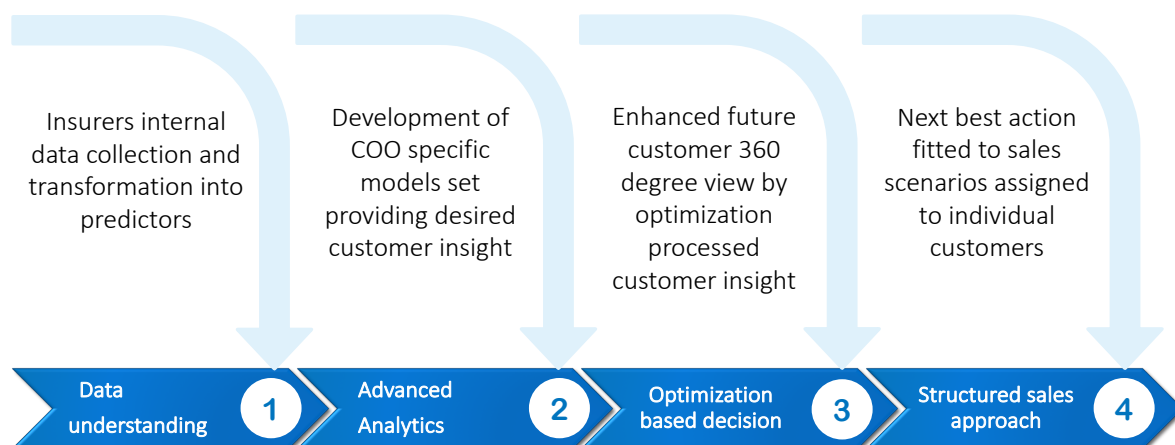 Insurers internal
data collection and
transformation into
predictors
Development of
COO specific
models set
providing desired
customer insight
Enhanced future
customer 360
degree view by
optimization
processed
customer insight
Next best action
fitted to sales
scenarios assigned
to individual
customers
Data
understanding
1
Advanced
Analytics
2
Optimization
based decision
3
Structured sales
approach
4